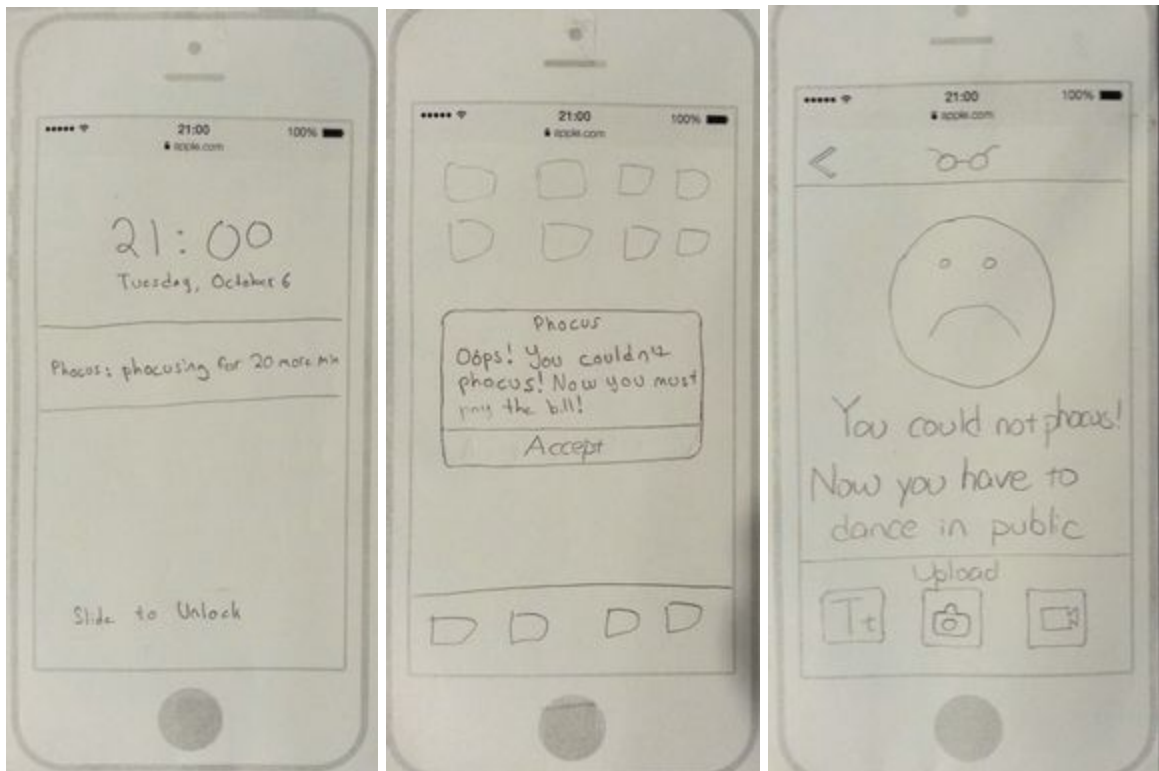 21:00
100%
apple.com
21:00
Tuesday, October 6
Phocus: phocusing for 20 more min
Slide to Unlock
21:00
100%
apple.com
Phocus
Oops! You couldn't
phocus! Now you must
pay the bill!
Accept
21:00
100%
apple.com
You could not phocus!
Now you have to
dance in public
Upload
Tt